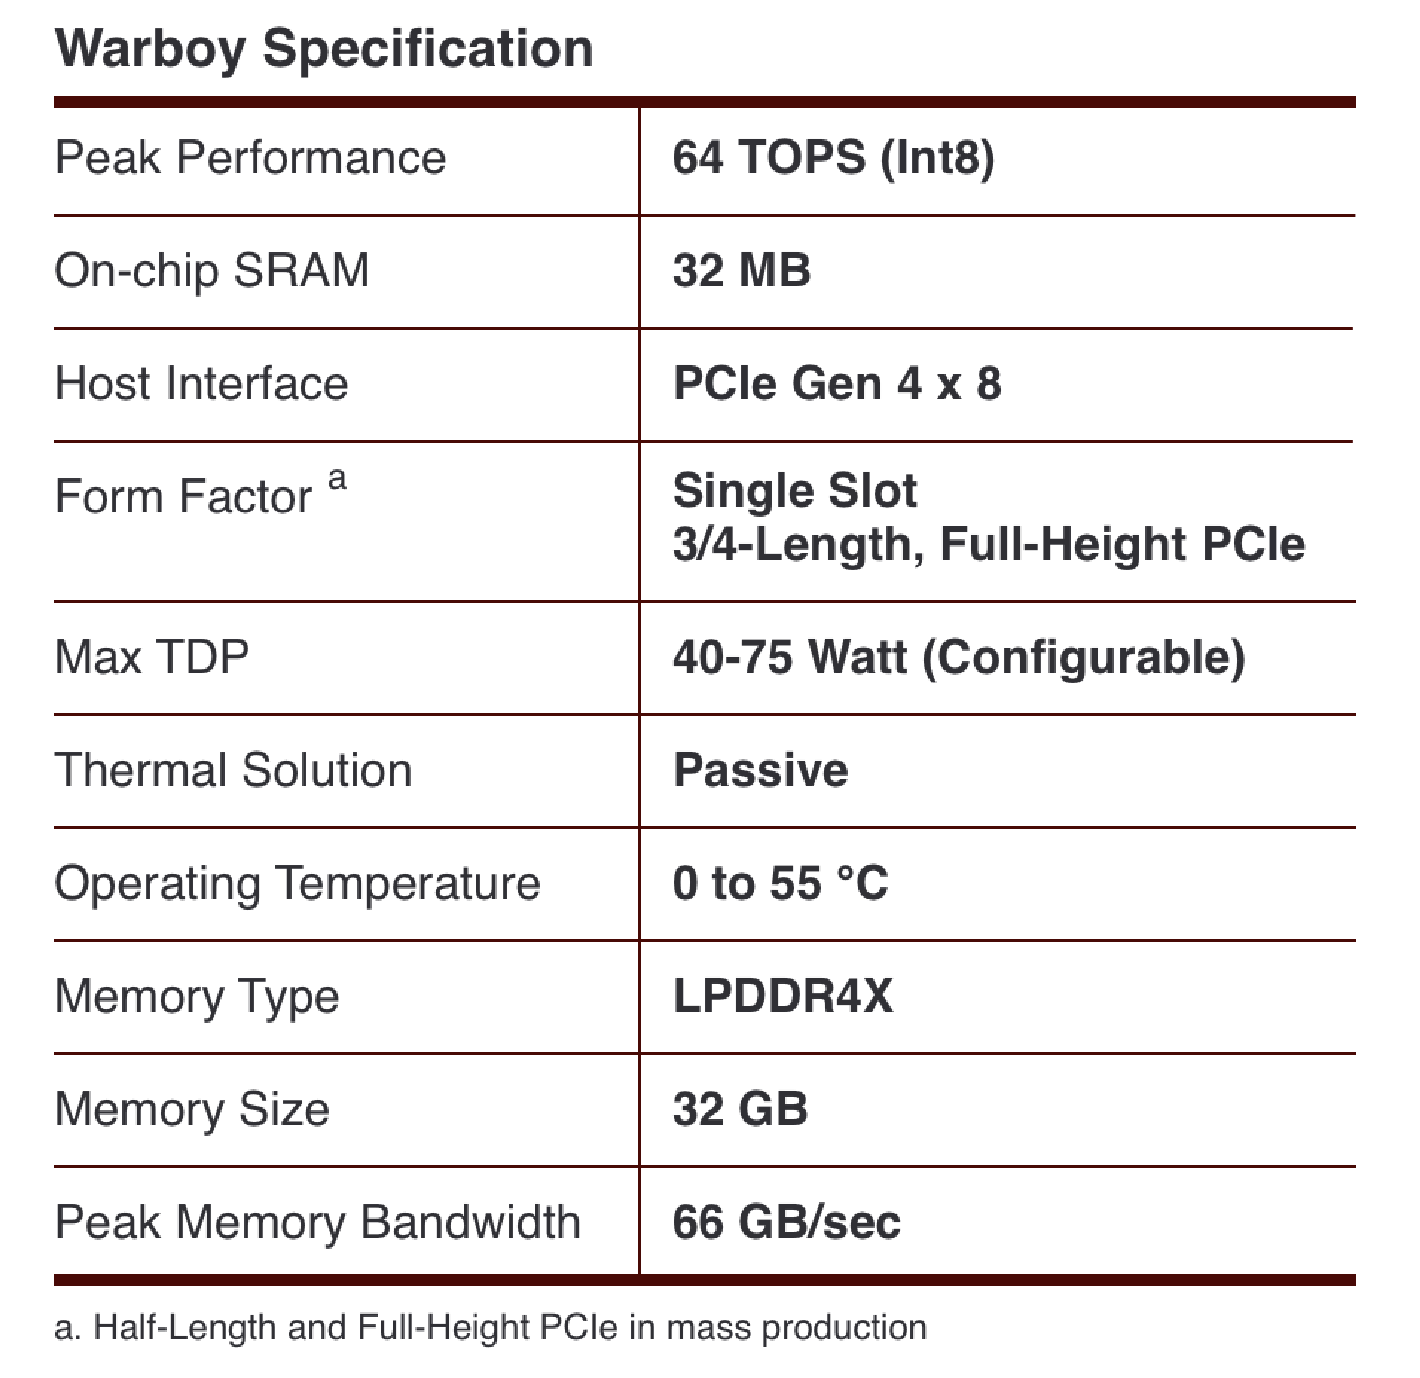 Warboy Specification
Peak Performance 64 TOPS (Int8)
On-chip SRAM 32 MB
Host Interface PCIe Gen 4 x 8
Form Factor a Single Slot
3/4-Length, Full-Height PCIe
Max TDP 40-75 Watt (Configurable)
Thermal Solution Passive
Operating Temperature 0 to 55 °C
Memory Type LPDDR4X
Memory Size 32 GB
Peak Memory Bandwidth 66 GB/sec
a. Half-Length and Full-Height PCIe in mass production